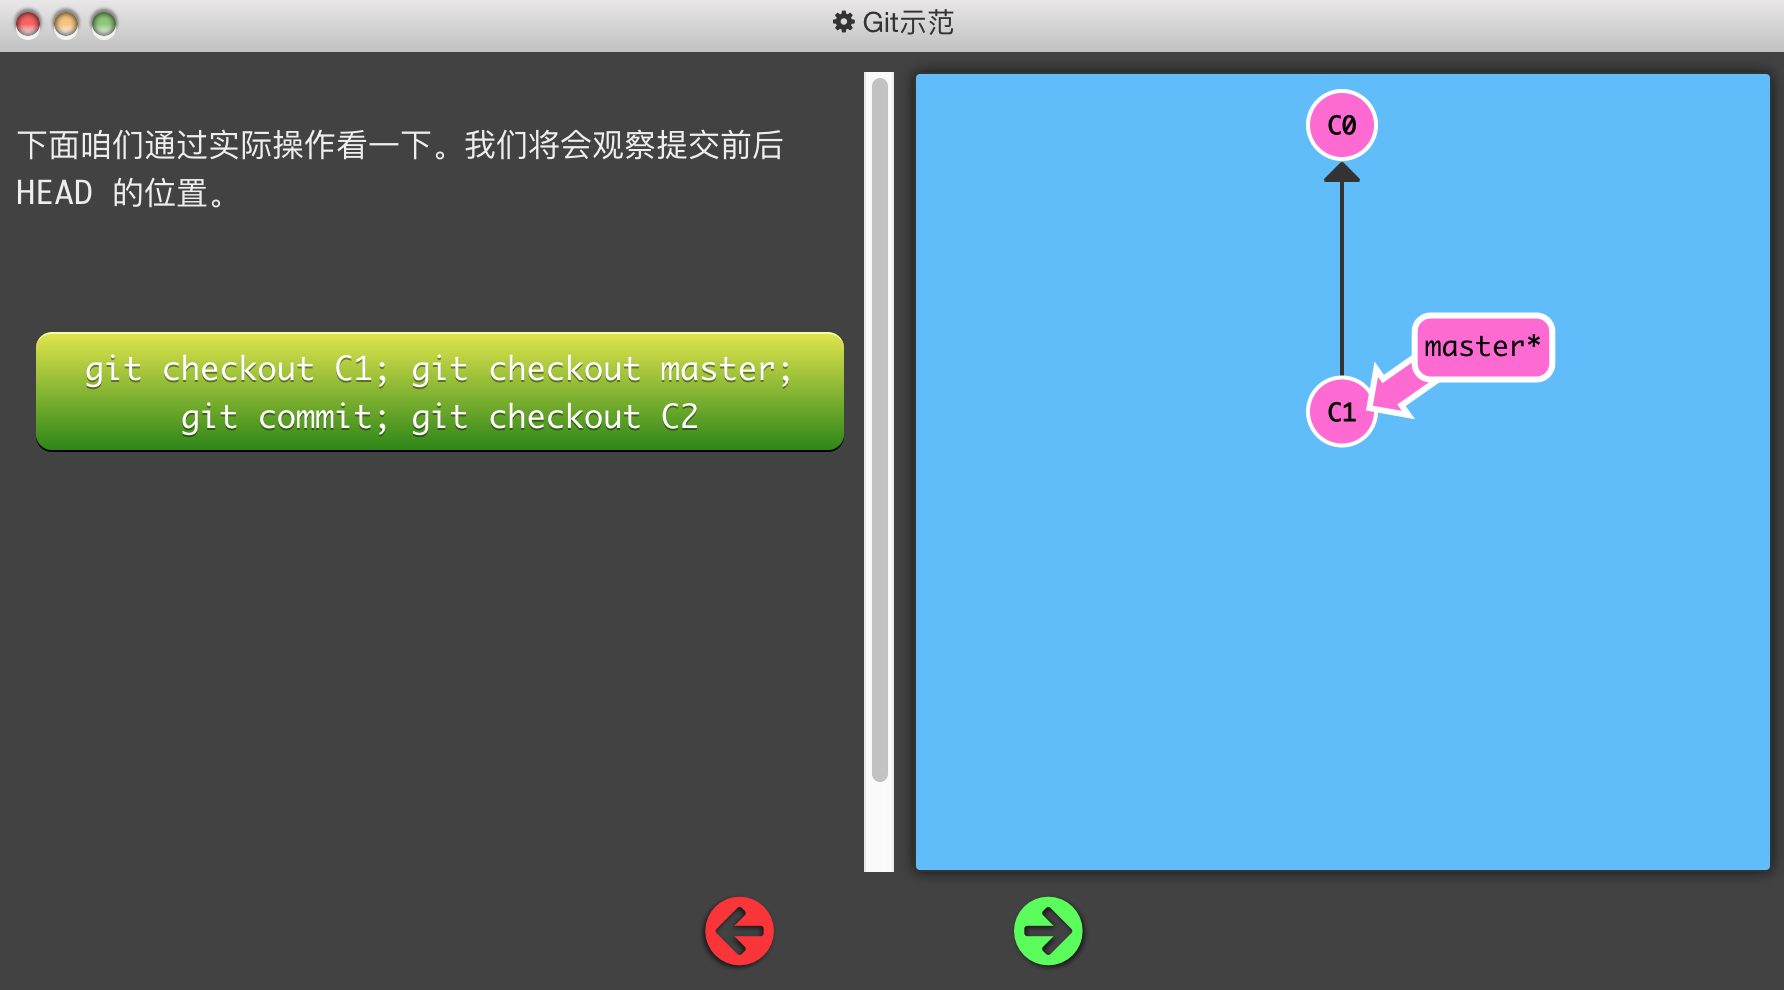 Git示范
下面咱们通过实际操作看一下。我们将会观察提交前后
HEAD 的位置。
git checkout C1; git checkout master;
git commit; git checkout C2
C0
master*
C1